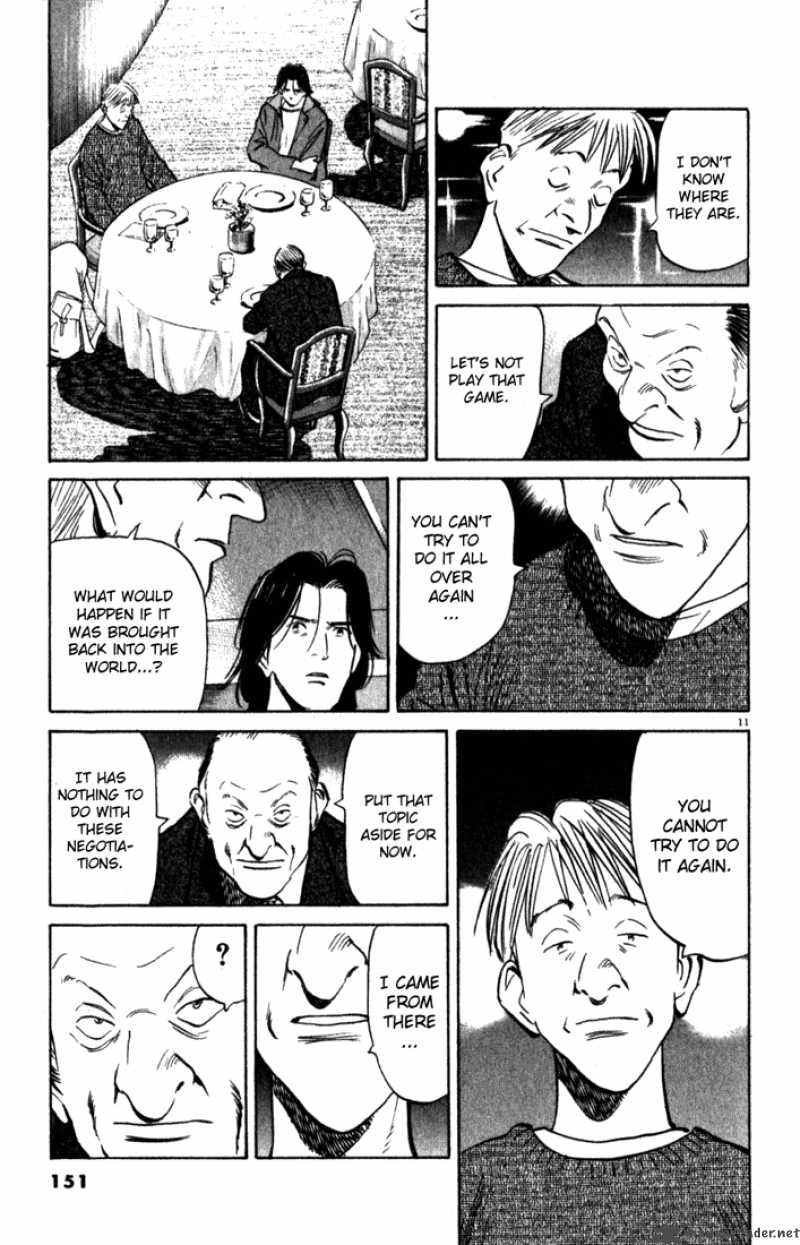 I DON'T
KNOW
WHERE
THEY ARE.
LET'S NOT
PLAY THAT
GAME.
YOU CAN'T
TRY TO
DO IT ALL
OVER
AGAIN
...
WHAT WOULD
HAPPEN IF IT
WAS BROUGHT
BACK INTO THE
WORLD...?
11
YOU
CANNOT
TRY TO DO
IT AGAIN.
PUT THAT
TOPIC
ASIDE FOR
NOW.
IT HAS
NOTHING TO
DO WITH
THESE
NEGOTIA-
TIONS.
I CAME
FROM
THERE
...
?
151